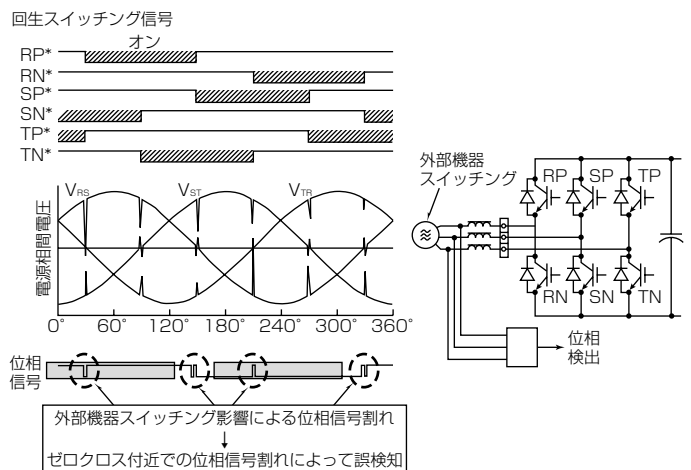 回生スイッチング信号
オン
RP*
RN*
SP*
SN*
TP*
TN*
電源相間電圧
VRS
VST
VTR
0° 60° 120° 180° 240° 300° 360°
位相
信号
外部機器スイッチング影響による位相信号割れ
↓
ゼロクロス付近での位相信号割れによって誤検知
外部機器
スイッチング
RP SP TP
RN SN TN
位相
検出